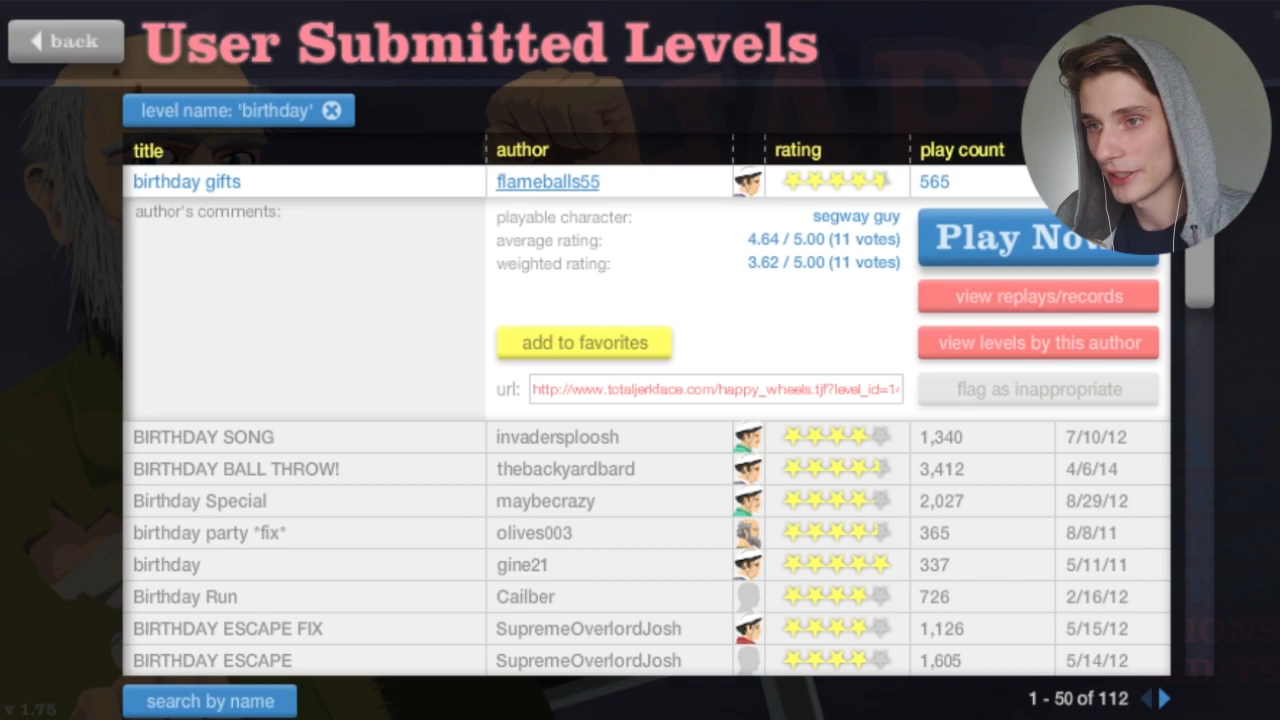 back
User Submitted Levels
level name: 'birthday'
title author rating play count
birthday gifts flameballs55 565
author's comments:
playable character: segway guy
average rating: 4.64 / 5.00 (11 votes)
weighted rating: 3.62 / 5.00 (11 votes)
Play
view replays/records
add to favorites
view levels by this author
url: http://www.totaljerkface.com/happy_wheels.tjf?level_id=1
flag as inappropriate
BIRTHDAY SONG invadersploosh 1,340 7/10/12
BIRTHDAY BALL THROW! thebackyardbard 3,412 4/6/14
Birthday Special maybecrazy 2,027 8/29/12
birthday party *fix* olives003 365 8/8/11
birthday gine21 337 5/11/11
Birthday Run Cailber 726 2/16/12
BIRTHDAY ESCAPE FIX SupremeOverlordJosh 1,126 5/15/12
BIRTHDAY ESCAPE SupremeOverlordJosh 1,605 5/14/12
search by name
1 - 50 of 112
v 1.75